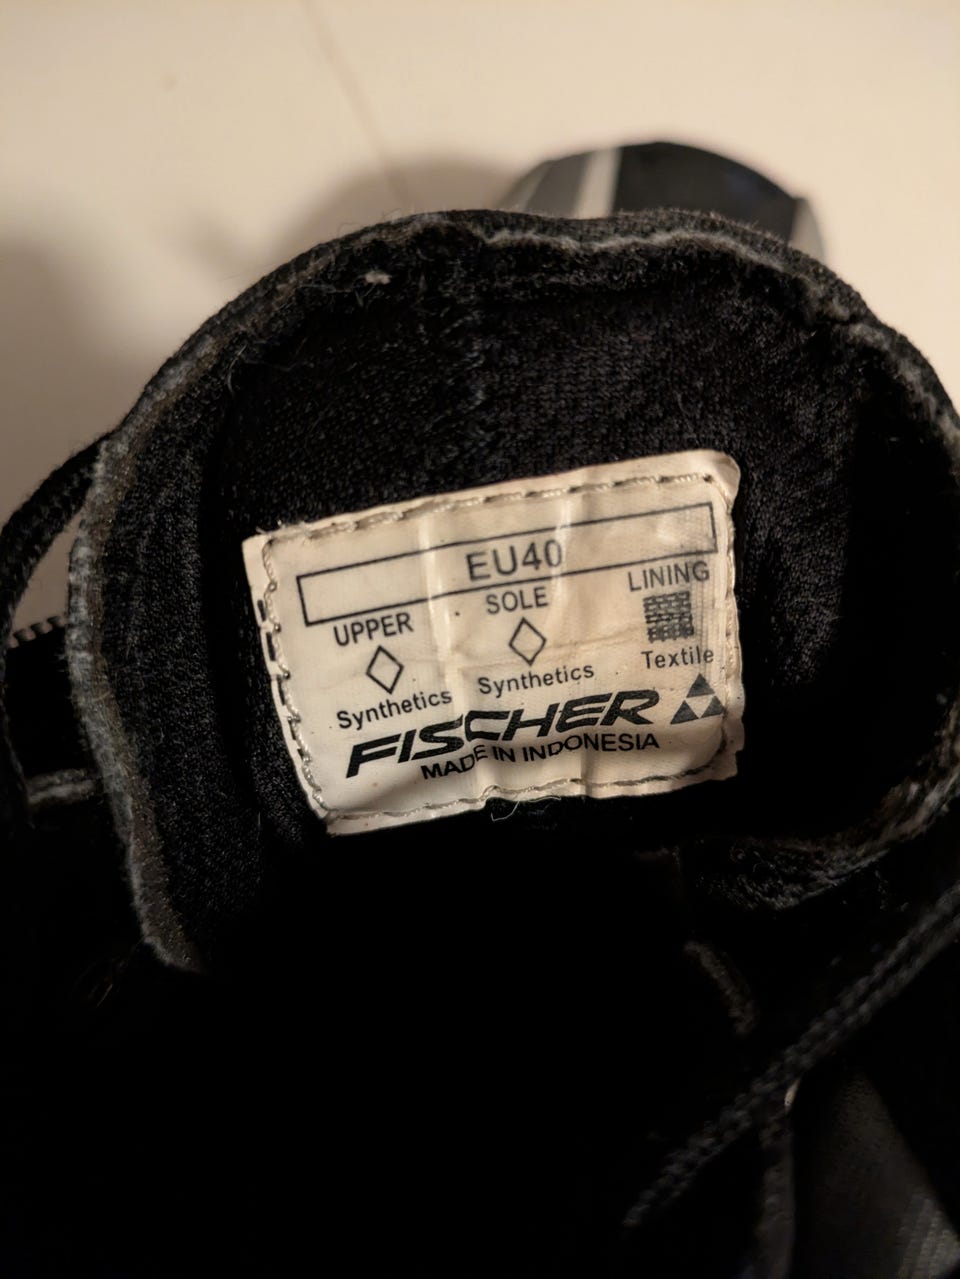 EU40
UPPER SOLE LINING
Synthetics Synthetics Textile
FISCHER
MADE IN INDONESIA